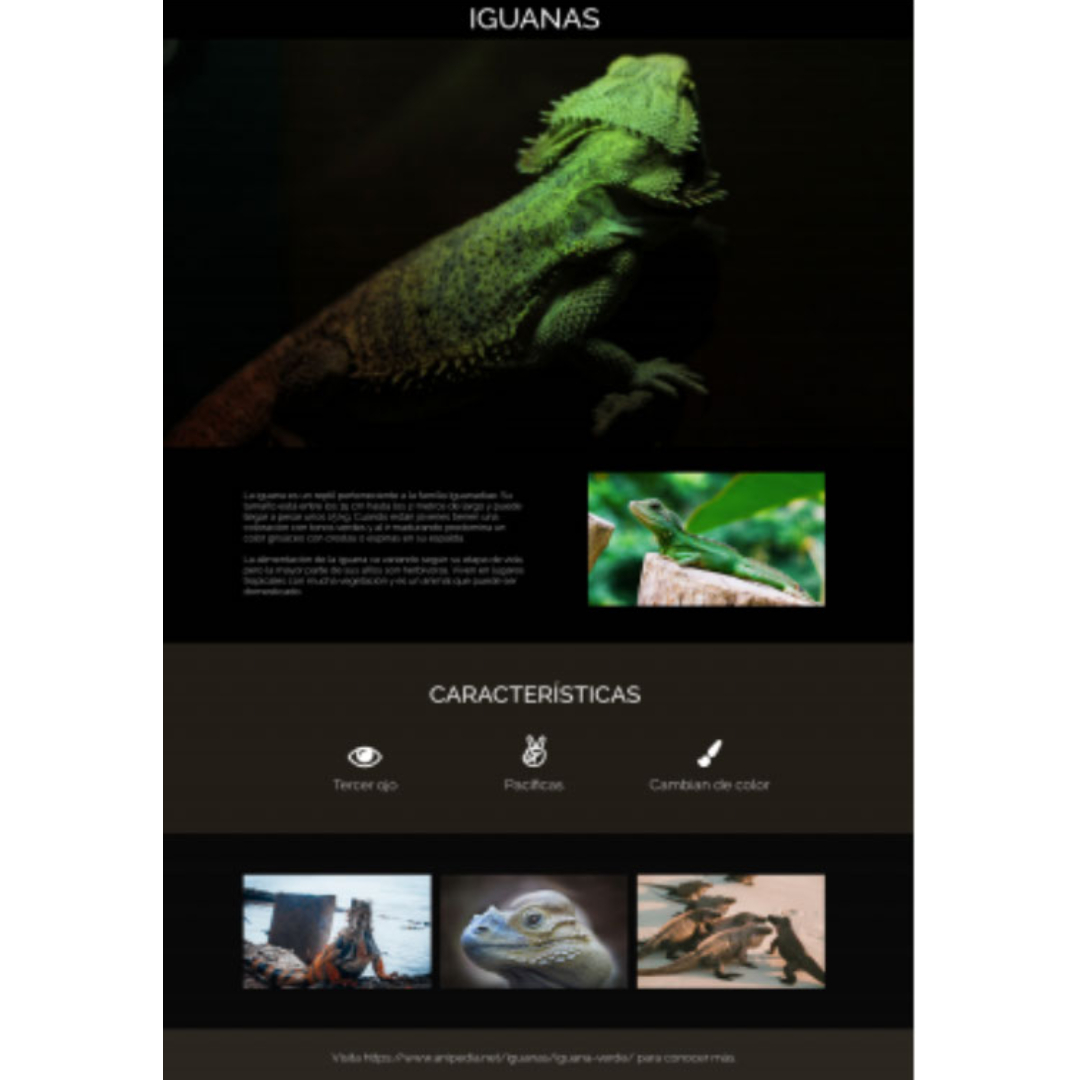 IGUANAS
La iguana es un reptil perteneciente a la familia Iguanadae. Su
tamaño está entre los 35 cm hasta los 2 metros de largo y puede
llegar a pesar unos 15 kg. Cuando están jóvenes tienen una
coloración con tonos verdes y al ir madurando predomina un
color grisáceo con crestas o espinas en su espalda.
La alimentación de la iguana va variando según su etapa de vida,
pero la mayor parte de sus años son herbívoros. Viven en lugares
tropicales con mucha vegetación y es un animal que puede ser
domesticado.
CARACTERÍSTICAS
Tercer ojo
Pacíficas
Cambian de color
Visita https://www.anipedia.net/iguanas/iguana-verde/ para conocer más.